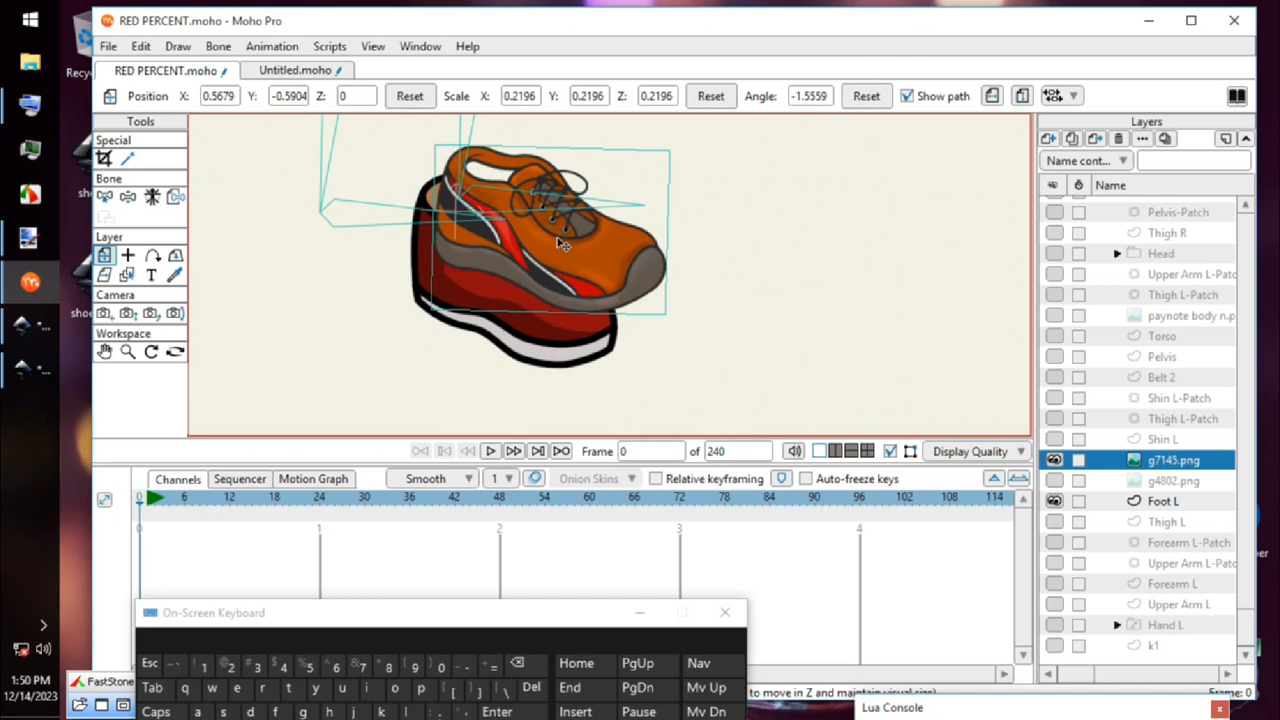 RED PERCENT.moho - Moho Pro
Recyc
File Edit Draw Bone Animation Scripts View Window Help
RED PERCENT.moho Untitled.moho
Position X: 0.5679 Y: -0.5904 Z: 0 Reset Scale X: 0.2196 Y: 0.2196 Z: 0.2196 Reset Angle: -1.5559 Reset Show path
Tools
Special
Bone
Layer
Camera
Workspace
shoe
shoe
Layers
Name cont...
Name
Pelvis-Patch
Thigh R
Head
Upper Arm L-Patc
Thigh L-Patch
paynote body n.p
Torso
Pelvis
Belt 2
Shin L-Patch
Thigh L-Patch
Shin L
g7145.png
g4802.png
Foot L
Thigh L
Forearm L-Patch
Upper Arm L-Patc
Forearm L
Upper Arm L
Hand L
k1
Frame 0 of 240 Display Quality
Channels Sequencer Motion Graph Smooth 1 Onion Skins Relative keyframing Auto-freeze keys
0 6 12 18 24 30 36 42 48 54 60 66 72 78 84 90 96 102 108 114
0 1 2 3 4
On-Screen Keyboard
Esc ~ ` ! 1 @ 2 # 3 $ 4 % 5 ^ 6 & 7 * 8 ( 9 ) 0 _ - + = Home PgUp Nav
Tab q w e r t y u i o p { [ } ] | \ Del End PgDn Mv Up
Caps a s d f g h j k l : ; " ' Enter Insert Pause Mv Dn
to move in Z and maintain visual size) Frame: 0
Lua Console x
FastStone
1:50 PM
12/14/2023